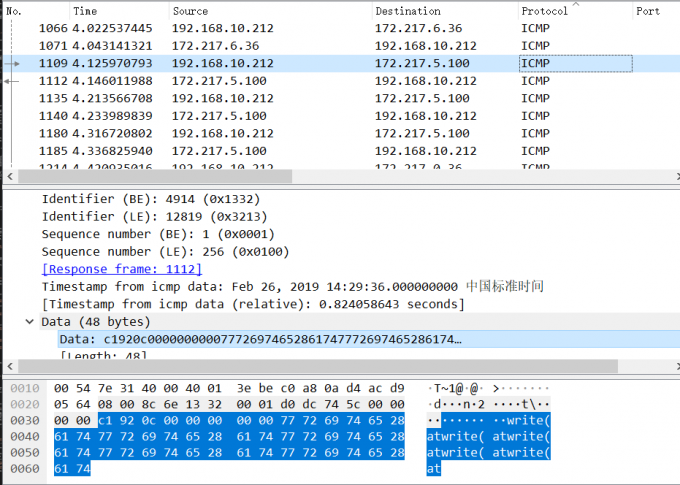 No. Time Source Destination Protocol Port
1066 4.022537445 192.168.10.212 172.217.6.36 ICMP
1071 4.043141321 172.217.6.36 192.168.10.212 ICMP
1109 4.125970793 192.168.10.212 172.217.5.100 ICMP
1112 4.146011988 172.217.5.100 192.168.10.212 ICMP
1135 4.213566708 192.168.10.212 172.217.5.100 ICMP
1140 4.233989839 172.217.5.100 192.168.10.212 ICMP
1180 4.316720802 192.168.10.212 172.217.5.100 ICMP
1185 4.336825940 172.217.5.100 192.168.10.212 ICMP
1214 4.420935016 192.168.10.212 172.217.0.36 ICMP
Identifier (BE): 4914 (0x1332)
Identifier (LE): 12819 (0x3213)
Sequence number (BE): 1 (0x0001)
Sequence number (LE): 256 (0x0100)
[Response frame: 1112]
Timestamp from icmp data: Feb 26, 2019 14:29:36.000000000 中国标准时间
[Timestamp from icmp data (relative): 0.824058643 seconds]
Data (48 bytes)
Data: c1920c0000000000777269746528617477726974652861​74…
[Length: 48]
0010 00 54 7e 31 40 00 40 01 3e be c0 a8 0a d4 ac d9 ·T~1@·@· >·······
0020 05 64 08 00 8c 6e 13 32 00 01 d0 dc 74 5c 00 00 ·d···n·2 ····t\··
0030 00 00 c1 92 0c 00 00 00 00 00 77 72 69 74 65 28 ········ ··write(
0040 61 74 77 72 69 74 65 28 61 74 77 72 69 74 65 28 atwrite( atwrite(
0050 61 74 77 72 69 74 65 28 61 74 77 72 69 74 65 28 atwrite( atwrite(
0060 61 74 at